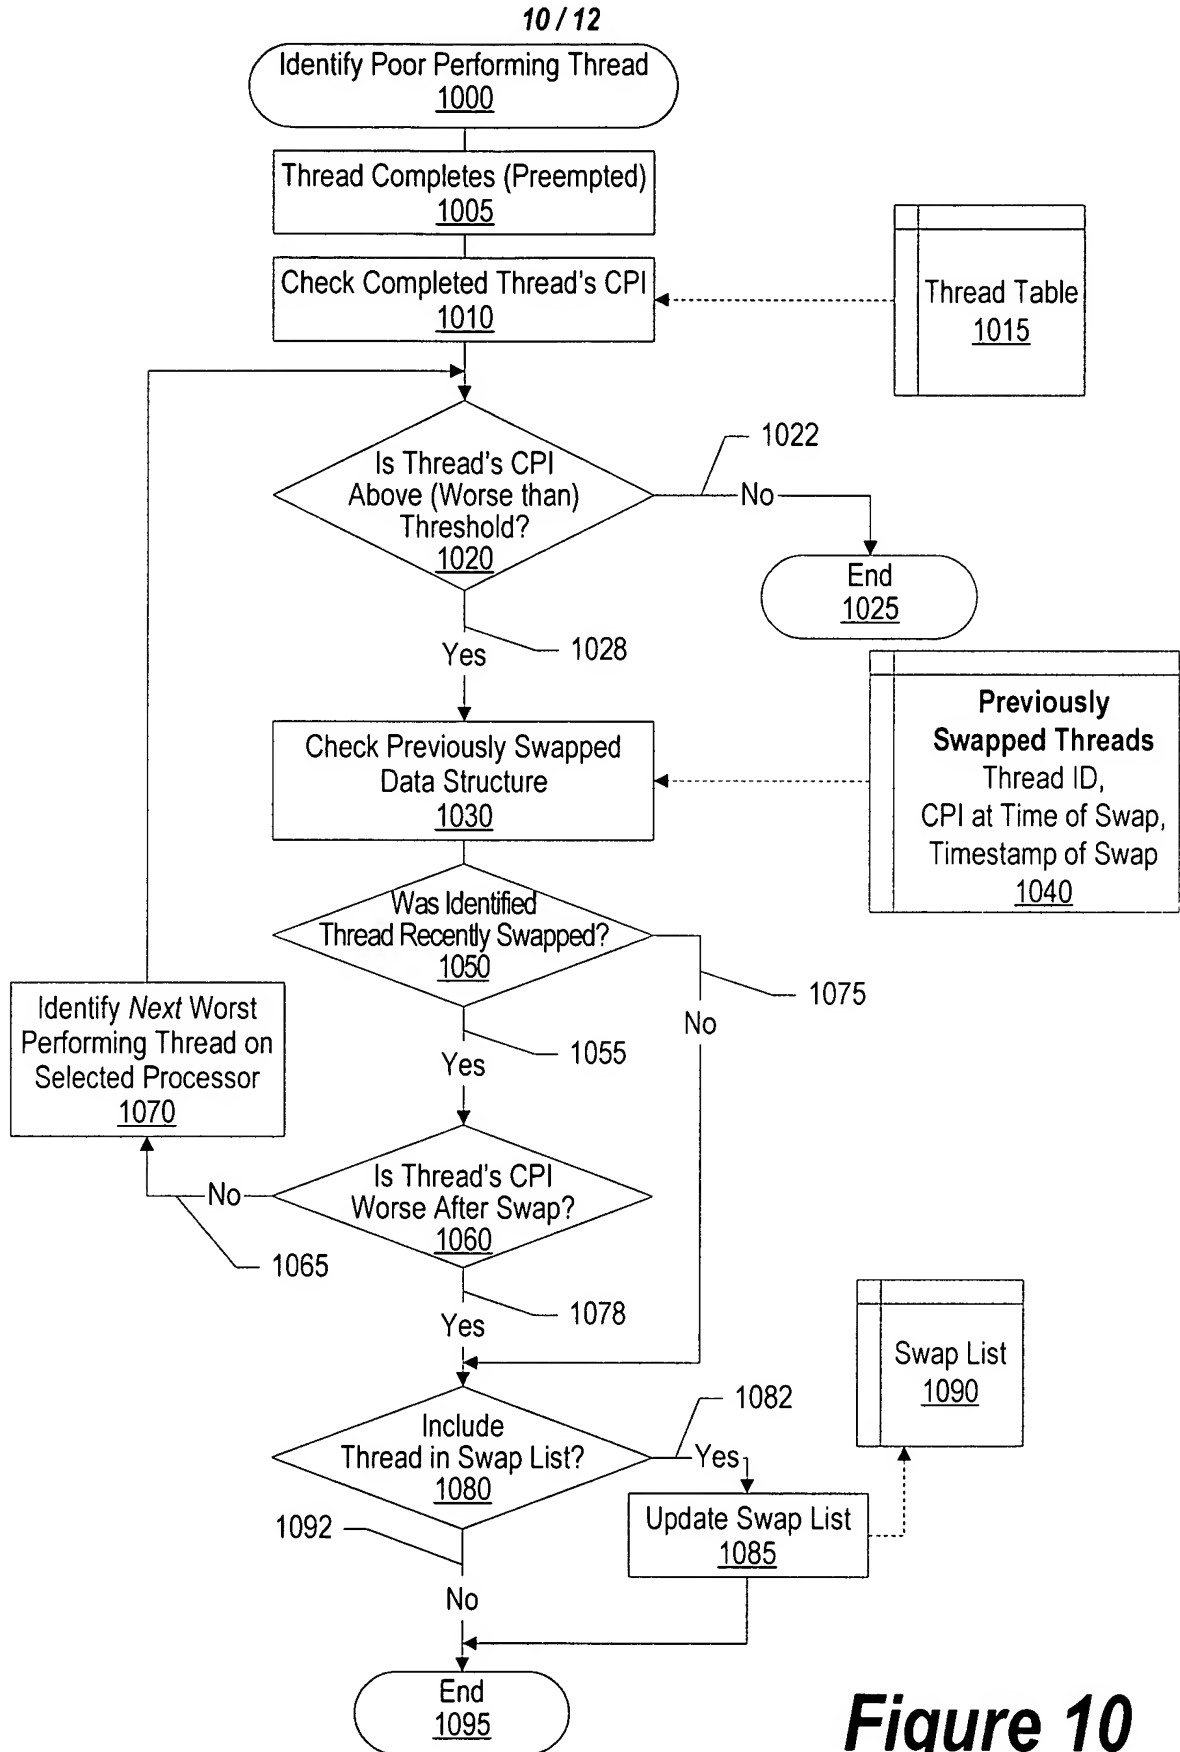 10 / 12
Identify Poor Performing Thread
1000
Thread Completes (Preempted)
1005
Check Completed Thread's CPI
1010
Thread Table
1015
Is Thread's CPI
Above (Worse than)
Threshold?
1020
1022
No
End
1025
1028
Yes
Check Previously Swapped
Data Structure
1030
Previously
Swapped Threads
Thread ID,
CPI at Time of Swap,
Timestamp of Swap
1040
Was Identified
Thread Recently Swapped?
1050
1075
No
1055
Yes
Identify Next Worst
Performing Thread on
Selected Processor
1070
Is Thread's CPI
Worse After Swap?
1060
No
1065
1078
Yes
Swap List
1090
Include
Thread in Swap List?
1080
1082
Yes
Update Swap List
1085
1092
No
End
1095
Figure 10